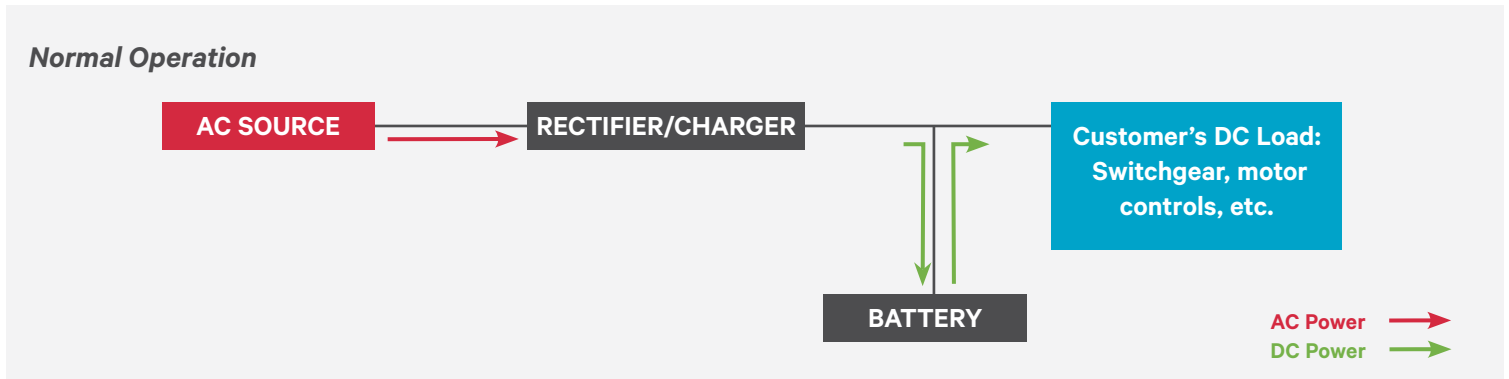 Normal Operation
AC SOURCE
RECTIFIER/CHARGER
Customer’s DC Load:
Switchgear, motor
controls, etc.
BATTERY
AC Power
DC Power